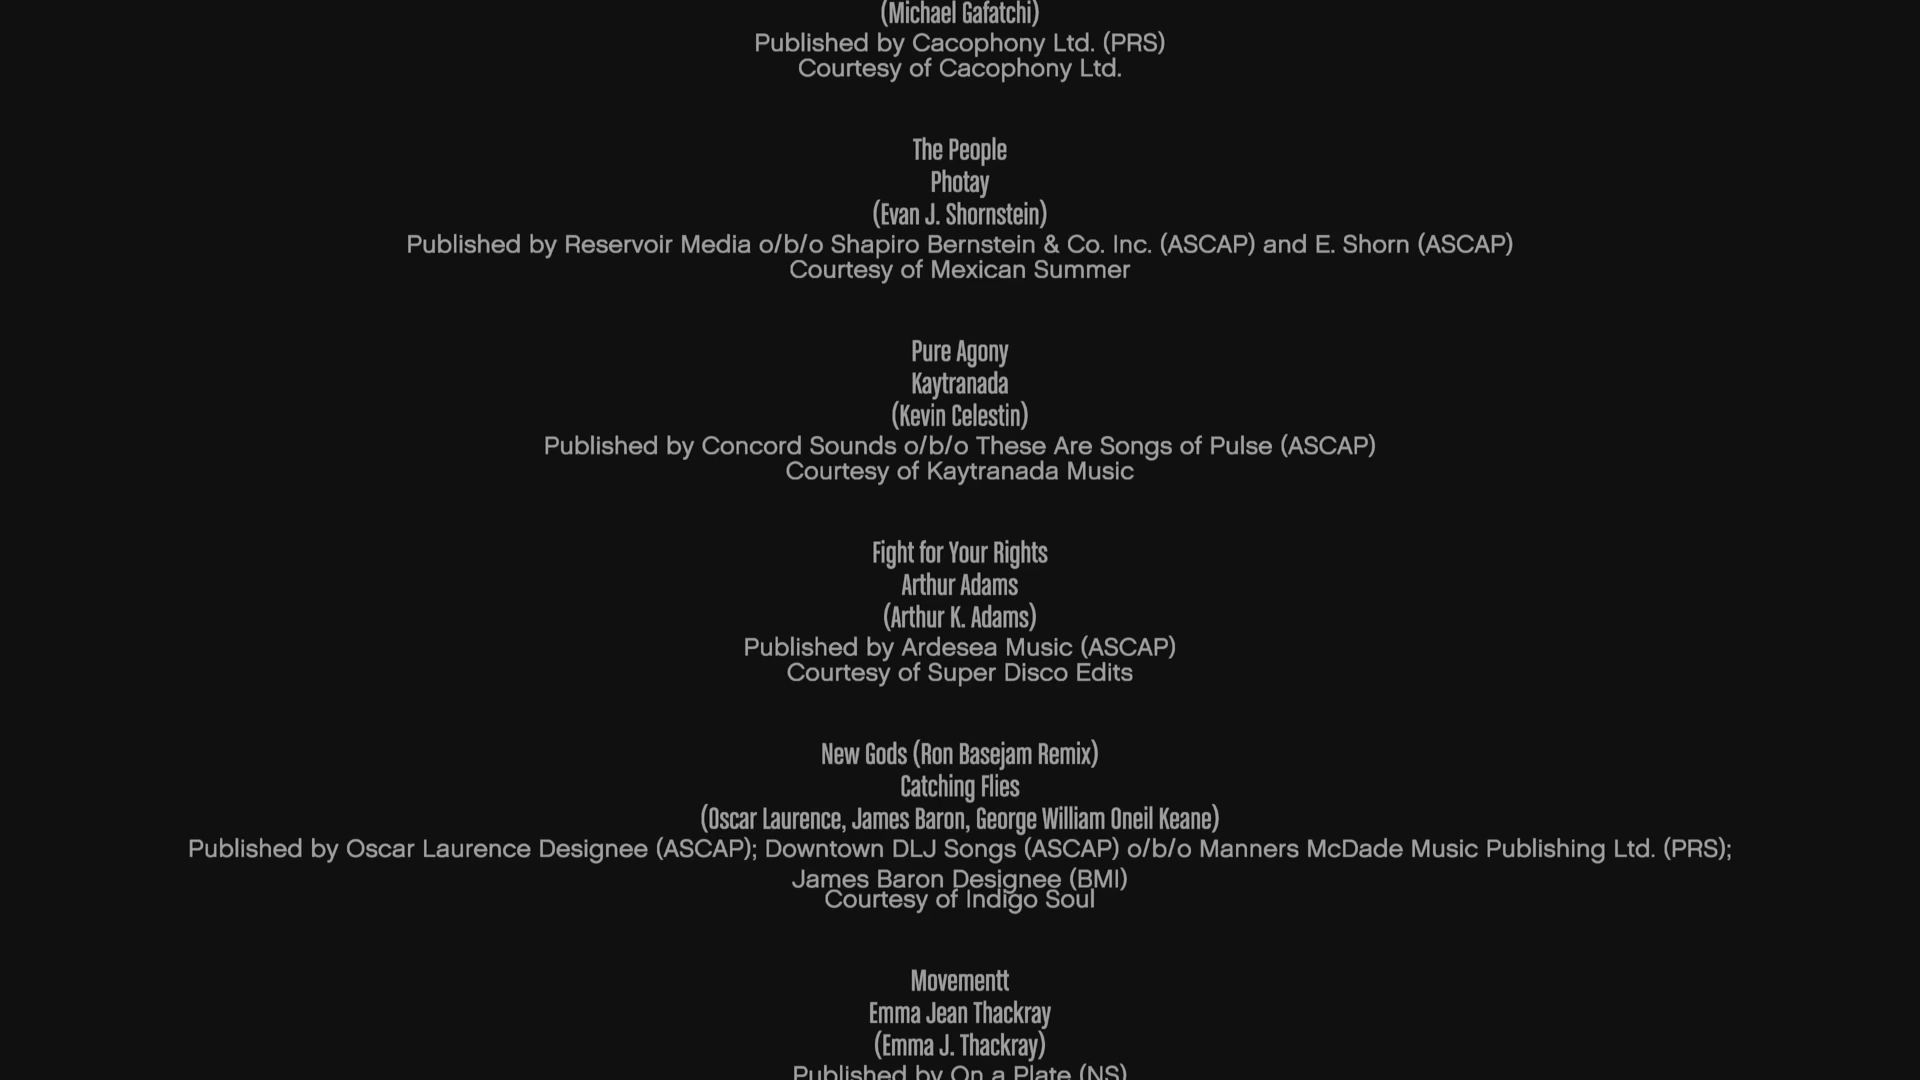 (Michael Gafatchi)
Published by Cacophony Ltd. (PRS)
Courtesy of Cacophony Ltd.
The People
Photay
(Evan J. Shornstein)
Published by Reservoir Media o/b/o Shapiro Bernstein & Co. Inc. (ASCAP) and E. Shorn (ASCAP)
Courtesy of Mexican Summer
Pure Agony
Kaytranada
(Kevin Celestin)
Published by Concord Sounds o/b/o These Are Songs of Pulse (ASCAP)
Courtesy of Kaytranada Music
Fight for Your Rights
Arthur Adams
(Arthur K. Adams)
Published by Ardesea Music (ASCAP)
Courtesy of Super Disco Edits
New Gods (Ron Basejam Remix)
Catching Flies
(Oscar Laurence, James Baron, George William Oneil Keane)
Published by Oscar Laurence Designee (ASCAP); Downtown DLJ Songs (ASCAP) o/b/o Manners McDade Music Publishing Ltd. (PRS);
James Baron Designee (BMI)
Courtesy of Indigo Soul
Movementt
Emma Jean Thackray
(Emma J. Thackray)
Published by On a Plate (NS)